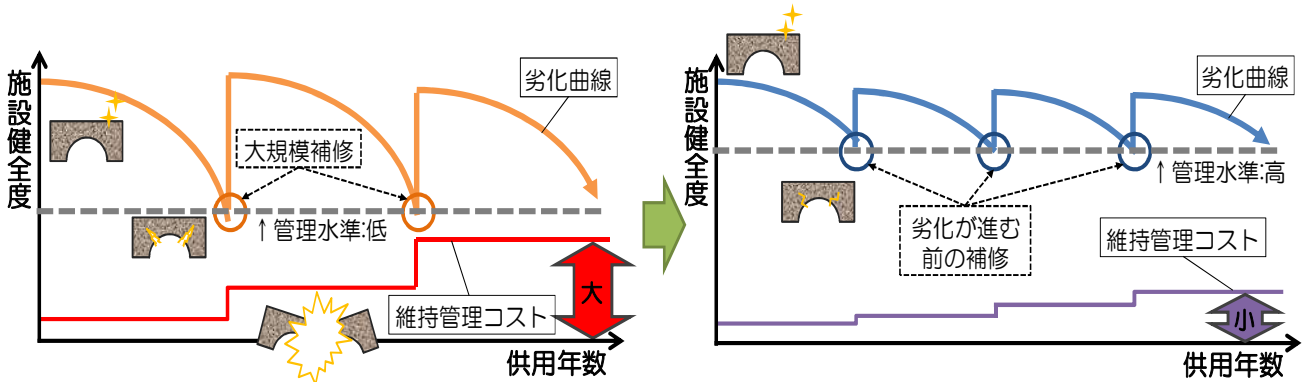 施設健全度
劣化曲線
大規模補修
↑管理水準:低
維持管理コスト
大
供用年数
施設健全度
劣化曲線
↑管理水準:高
劣化が進む
前の補修
維持管理コスト
小
供用年数